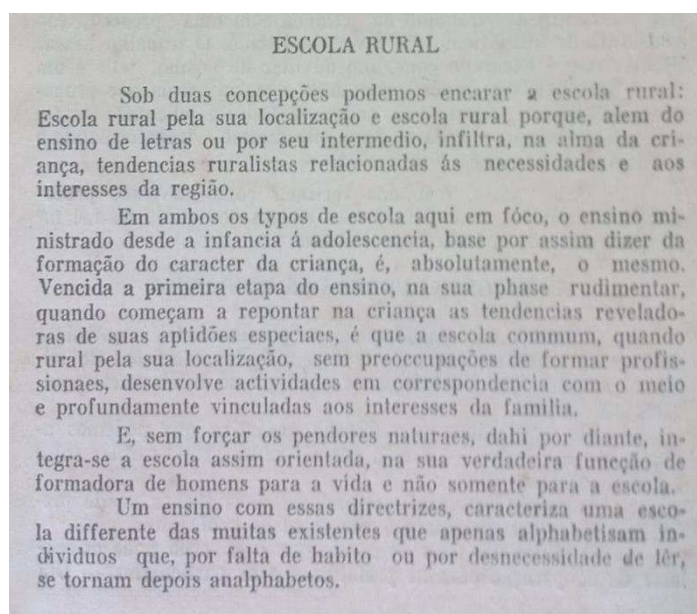 ESCOLA RURAL
Sob duas concepções podemos encarar a escola rural:
Escola rural pela sua localização e escola rural porque, alem do
ensino de letras ou por seu intermedio, infiltra, na alma da cri-
ança, tendencias ruralistas relacionadas ás necessidades e aos
interesses da região.
Em ambos os typos de escola aqui em fóco, o ensino mi-
nistrado desde a infancia á adolescencia, base por assim dizer da
formação do caracter da criança, é, absolutamente, o mesmo.
Vencida a primeira etapa do ensino, na sua phase rudimentar,
quando começam a repontar na criança as tendencias revelado-
ras de suas aptidões especiaes, é que a escola commum, quando
rural pela sua localização, sem preoccupações de formar profis-
sionaes, desenvolve actividades em correspondencia com o meio
e profundamente vinculadas aos interesses da familia.
E, sem forçar os pendores naturaes, dahi por diante, in-
tegra-se a escola assim orientada, na sua verdadeira funcção de
formadora de homens para a vida e não somente para a escola.
Um ensino com essas directrizes, caracteriza uma esco-
la differente das muitas existentes que apenas alphabetisam in-
dividuos que, por falta de habito ou por desnecessidade de lêr,
se tornam depois analphabetos.